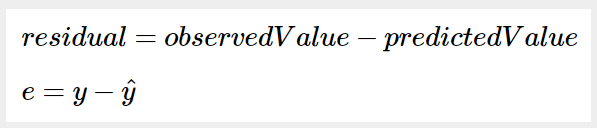 residual = observedValue − predictedValue
e = y − ŷ